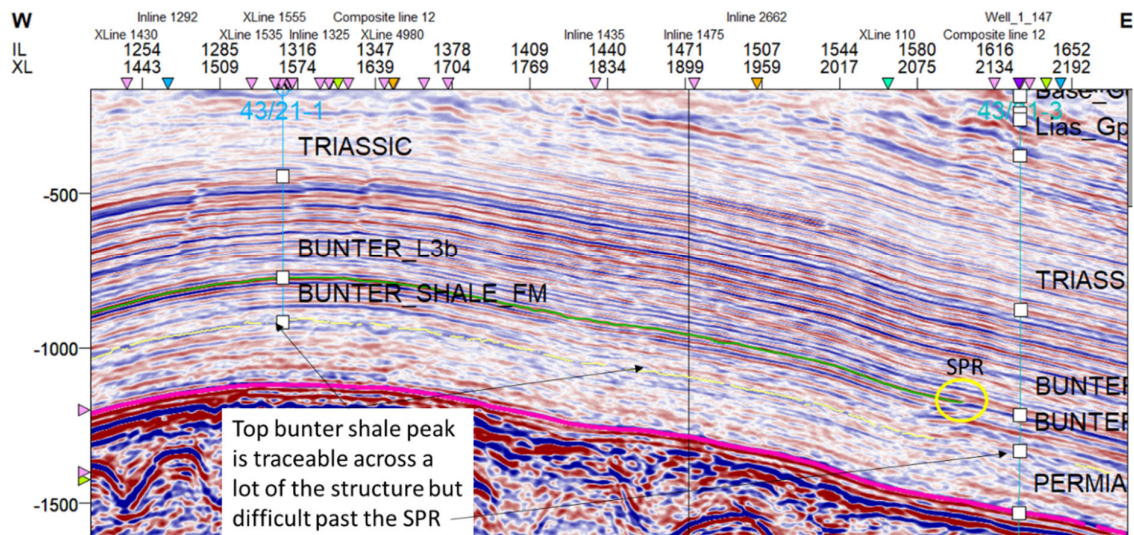 W
Inline 1292
XLine 1555
Composite line 12
Inline 2662
Well_1_147
E
XLine 1430
XLine 1535
Inline 1325
XLine 4980
Inline 1435
Inline 1475
XLine 110
Composite line 12
IL 1254 1285 1316 1347 1378 1409 1440 1471 1507 1544 1580 1616 1652
XL 1443 1509 1574 1639 1704 1769 1834 1899 1959 2017 2075 2134 2192
43/21-1
Lias_Gp
TRIASSIC
-500
BUNTER_L3b
TRIASS
BUNTER_SHALE_FM
-1000
SPR
BUNTER
BUNTER
Top bunter shale peak
is traceable across a
lot of the structure but
difficult past the SPR
PERMIA
-1500